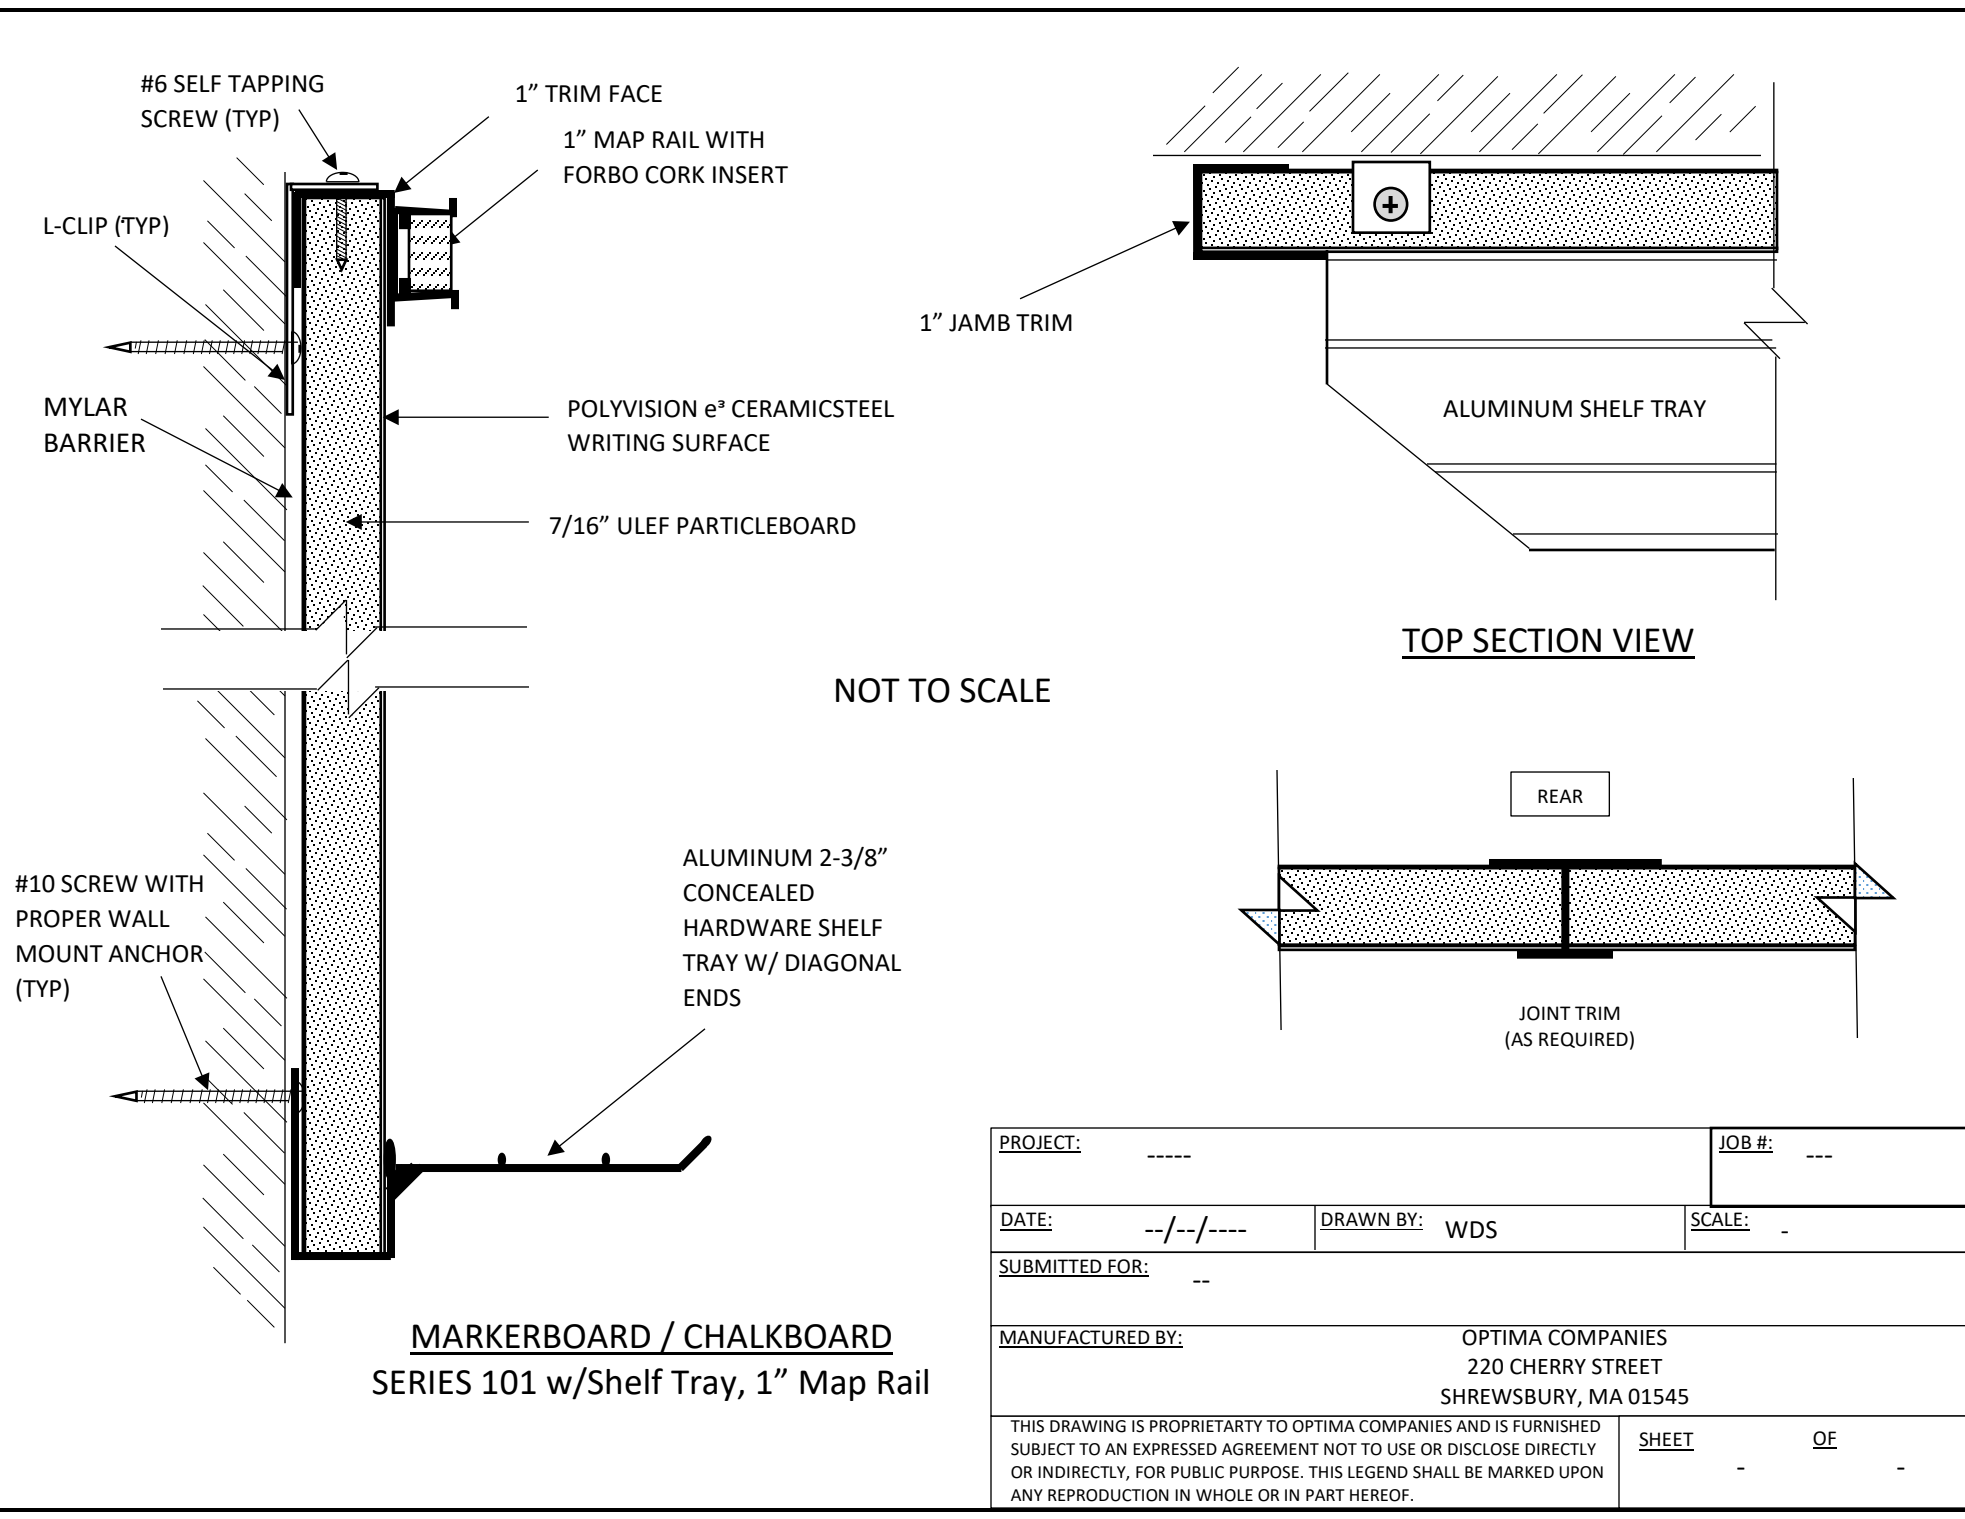 #6 SELF TAPPING
SCREW (TYP)
1” TRIM FACE
1” MAP RAIL WITH
FORBO CORK INSERT
L-CLIP (TYP)
1” JAMB TRIM
MYLAR
BARRIER
POLYVISION e³ CERAMICSTEEL
WRITING SURFACE
ALUMINUM SHELF TRAY
7/16” ULEF PARTICLEBOARD
TOP SECTION VIEW
NOT TO SCALE
REAR
ALUMINUM 2-3/8”
CONCEALED
HARDWARE SHELF
TRAY W/ DIAGONAL
ENDS
#10 SCREW WITH
PROPER WALL
MOUNT ANCHOR
(TYP)
JOINT TRIM
(AS REQUIRED)
MARKERBOARD / CHALKBOARD
SERIES 101 w/Shelf Tray, 1” Map Rail
PROJECT: -----
JOB #: ---
DATE: --/--/----
DRAWN BY: WDS
SCALE: -
SUBMITTED FOR: --
MANUFACTURED BY:
OPTIMA COMPANIES
220 CHERRY STREET
SHREWSBURY, MA 01545
THIS DRAWING IS PROPRIETARTY TO OPTIMA COMPANIES AND IS FURNISHED
SUBJECT TO AN EXPRESSED AGREEMENT NOT TO USE OR DISCLOSE DIRECTLY
OR INDIRECTLY, FOR PUBLIC PURPOSE. THIS LEGEND SHALL BE MARKED UPON
ANY REPRODUCTION IN WHOLE OR IN PART HEREOF.
SHEET OF
- -